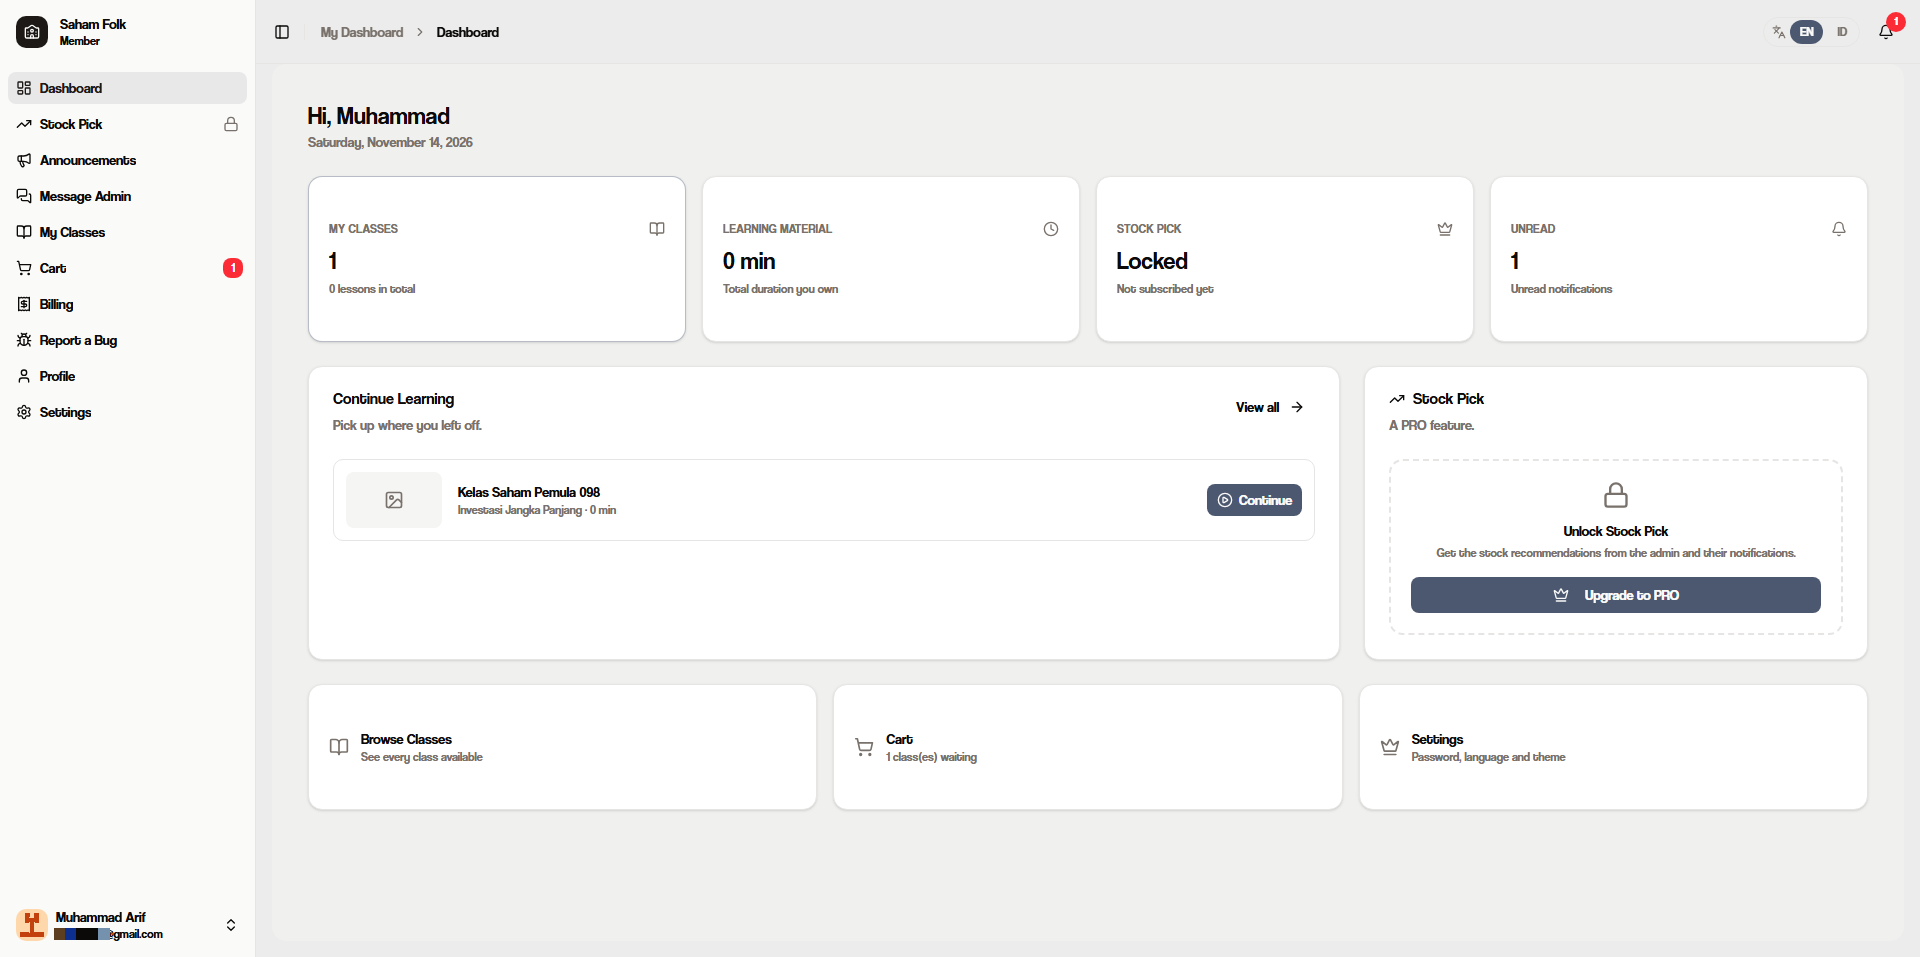 Saham Folk
Member
Dashboard
Stock Pick
Announcements
Message Admin
My Classes
Cart
1
Billing
Report a Bug
Profile
Settings
Muhammad Arif
@gmail.com
My Dashboard > Dashboard
EN
ID
1
Hi, Muhammad
Saturday, November 14, 2026
MY CLASSES
1
0 lessons in total
LEARNING MATERIAL
0 min
Total duration you own
STOCK PICK
Locked
Not subscribed yet
UNREAD
1
Unread notifications
Continue Learning
Pick up where you left off.
View all
Kelas Saham Pemula 098
Investasi Jangka Panjang · 0 min
Continue
Stock Pick
A PRO feature.
Unlock Stock Pick
Get the stock recommendations from the admin and their notifications.
Upgrade to PRO
Browse Classes
See every class available
Cart
1 class(es) waiting
Settings
Password, language and theme